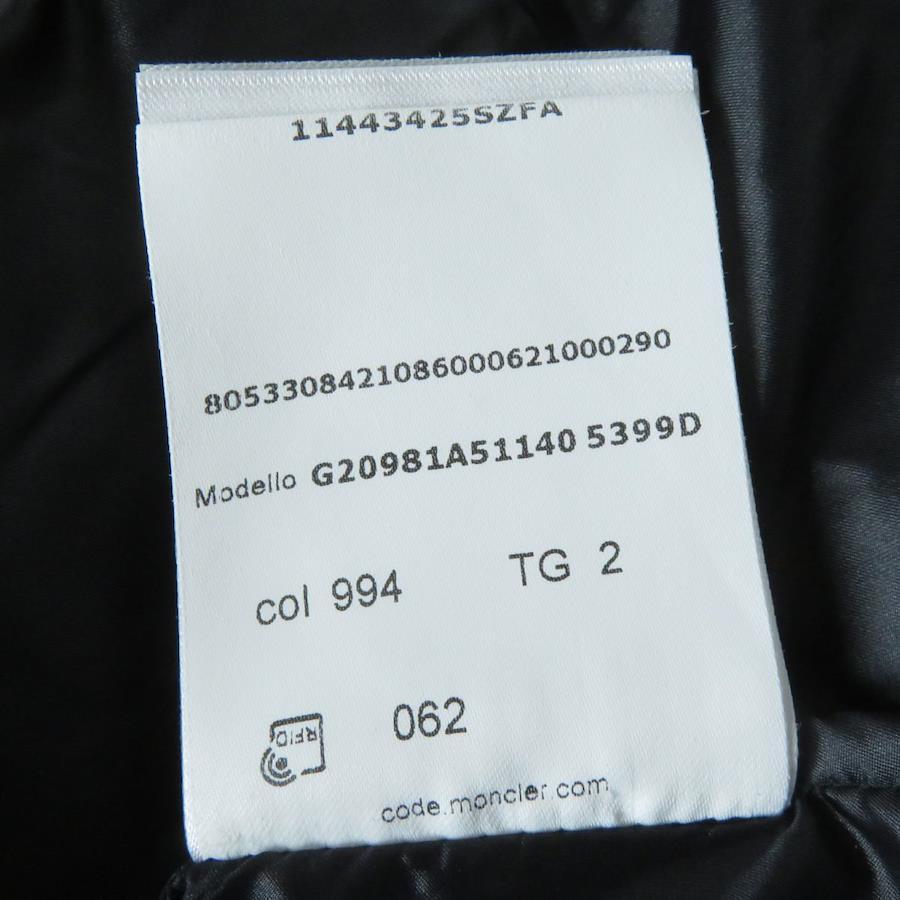 11443425SZFA
8053308421086000621000290
Modello G20981A51140 5399D
col 994 TG 2
RFID 062
code.moncler.com